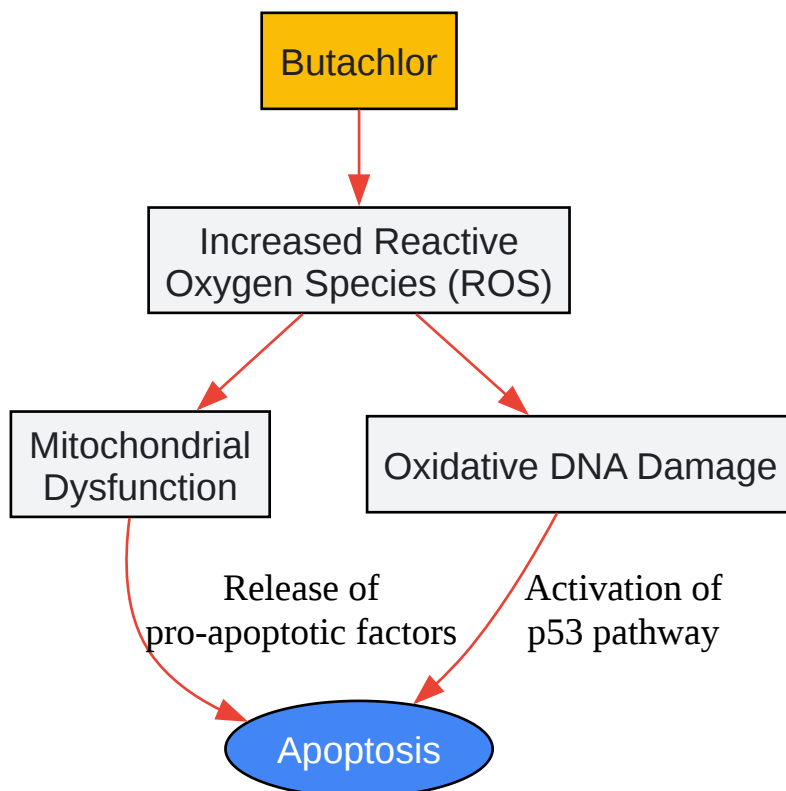 Butachlor
Increased Reactive
Oxygen Species (ROS)
Mitochondrial
Dysfunction
Oxidative DNA Damage
Release of
pro-apoptotic factors
Activation of
p53 pathway
Apoptosis